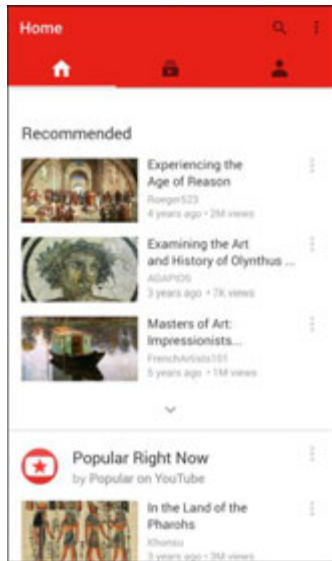 Home
Recommended
Experiencing the
Age of Reason
Roeger523
4 years ago • 2M views
Examining the Art
and History of Olynthus ...
AGAPIOS
3 years ago • 7K views
Masters of Art:
Impressionists...
FrenchArtists101
5 years ago • 1M views
Popular Right Now
by Popular on YouTube
In the Land of the
Pharohs
Khonsu
3 years ago • 3M views